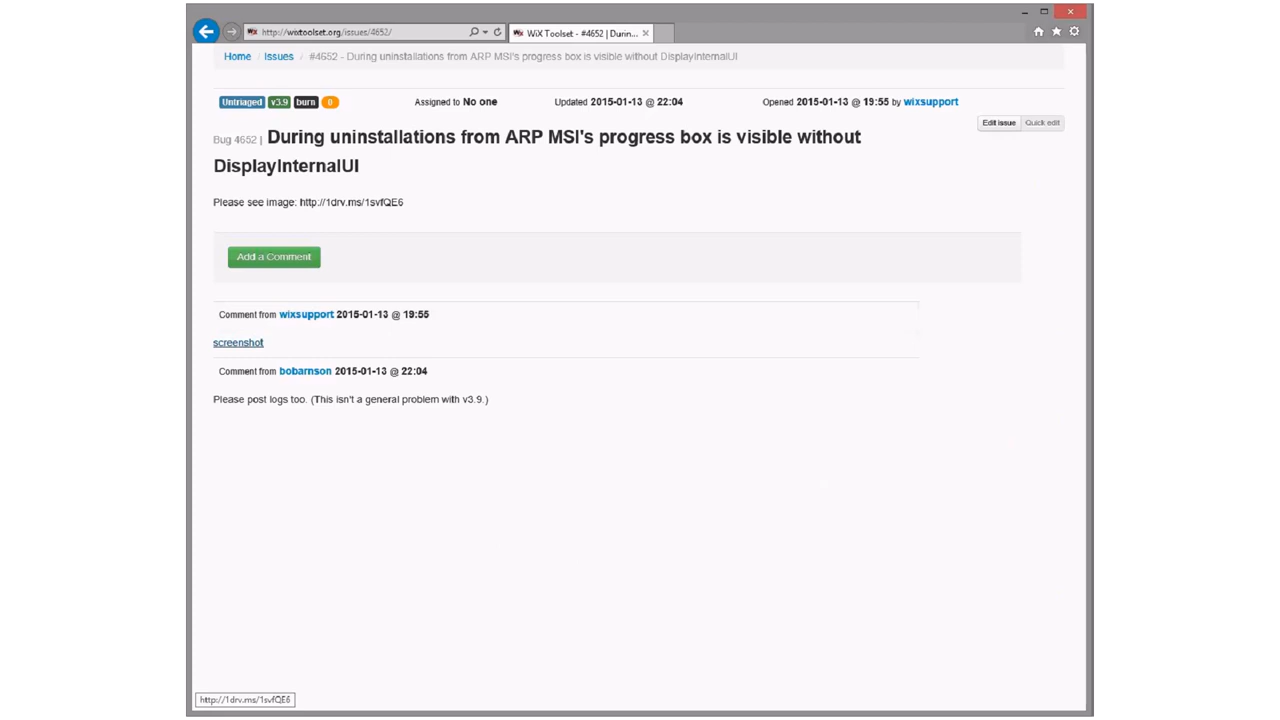 http://wixtoolset.org/issues/4652/
WiX Toolset - #4652 | Durin...
Home / Issues / #4652 - During uninstallations from ARP MSI's progress box is visible without DisplayInternalUI
Untriaged v3.9 burn 0 Assigned to No one Updated 2015-01-13 @ 22:04 Opened 2015-01-13 @ 19:55 by wixsupport
Edit issue Quick edit
Bug 4652 | During uninstallations from ARP MSI's progress box is visible without
DisplayInternalUI
Please see image: http://1drv.ms/1svfQE6
Add a Comment
Comment from wixsupport 2015-01-13 @ 19:55
screenshot
Comment from bobarnson 2015-01-13 @ 22:04
Please post logs too. (This isn't a general problem with v3.9.)
http://1drv.ms/1svfQE6